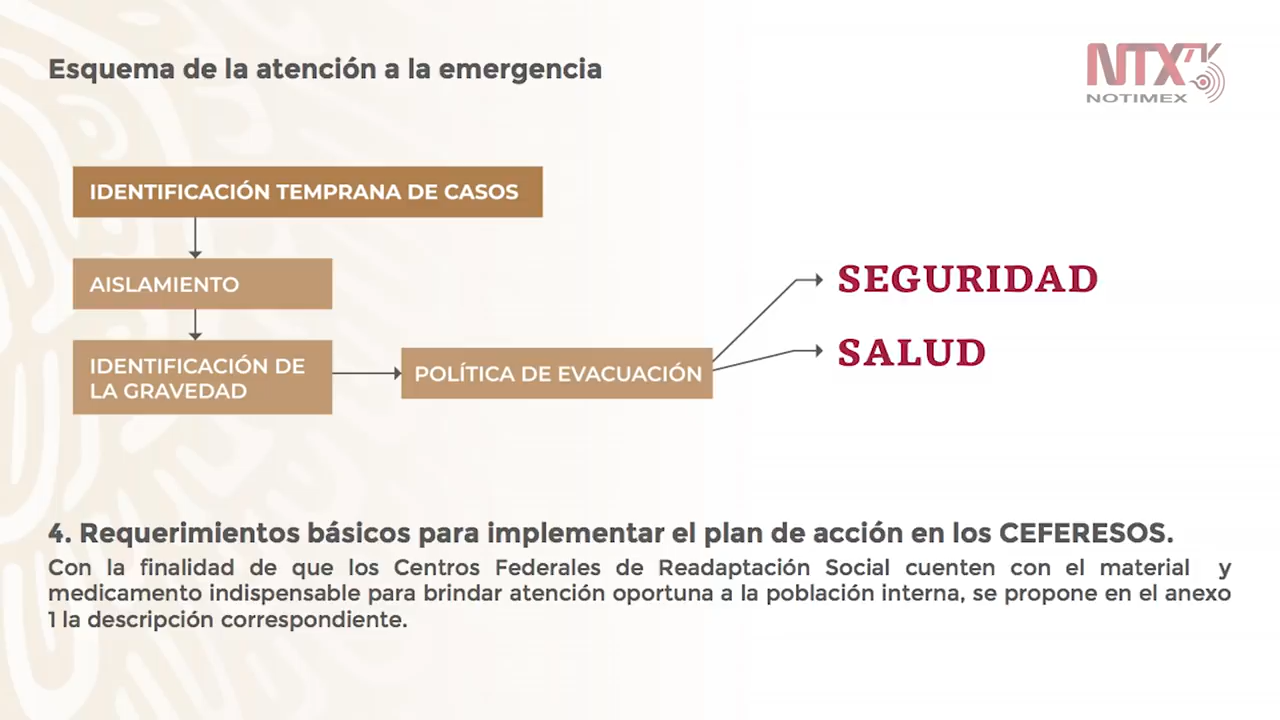 Esquema de la atención a la emergencia
NTX
NOTIMEX
IDENTIFICACIÓN TEMPRANA DE CASOS
AISLAMIENTO
IDENTIFICACIÓN DE
LA GRAVEDAD
POLÍTICA DE EVACUACIÓN
SEGURIDAD
SALUD
4. Requerimientos básicos para implementar el plan de acción en los CEFERESOS.
Con la finalidad de que los Centros Federales de Readaptación Social cuenten con el material y
medicamento indispensable para brindar atención oportuna a la población interna, se propone en el anexo
1 la descripción correspondiente.